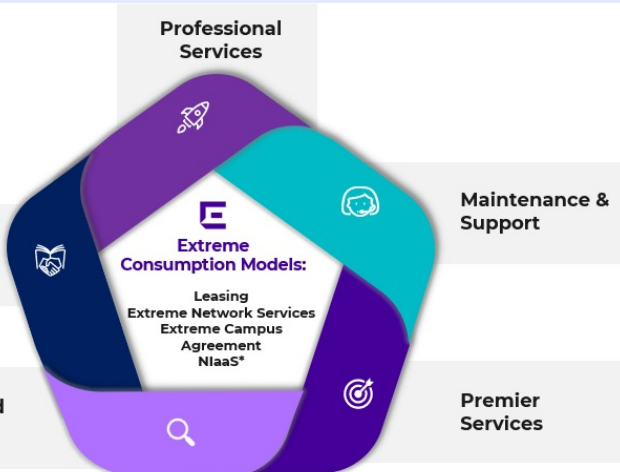 Professional
Services
Maintenance &
Support
Extreme
Consumption Models:
Leasing
Extreme Network Services
Extreme Campus
Agreement
NIaaS*
Premier
Services